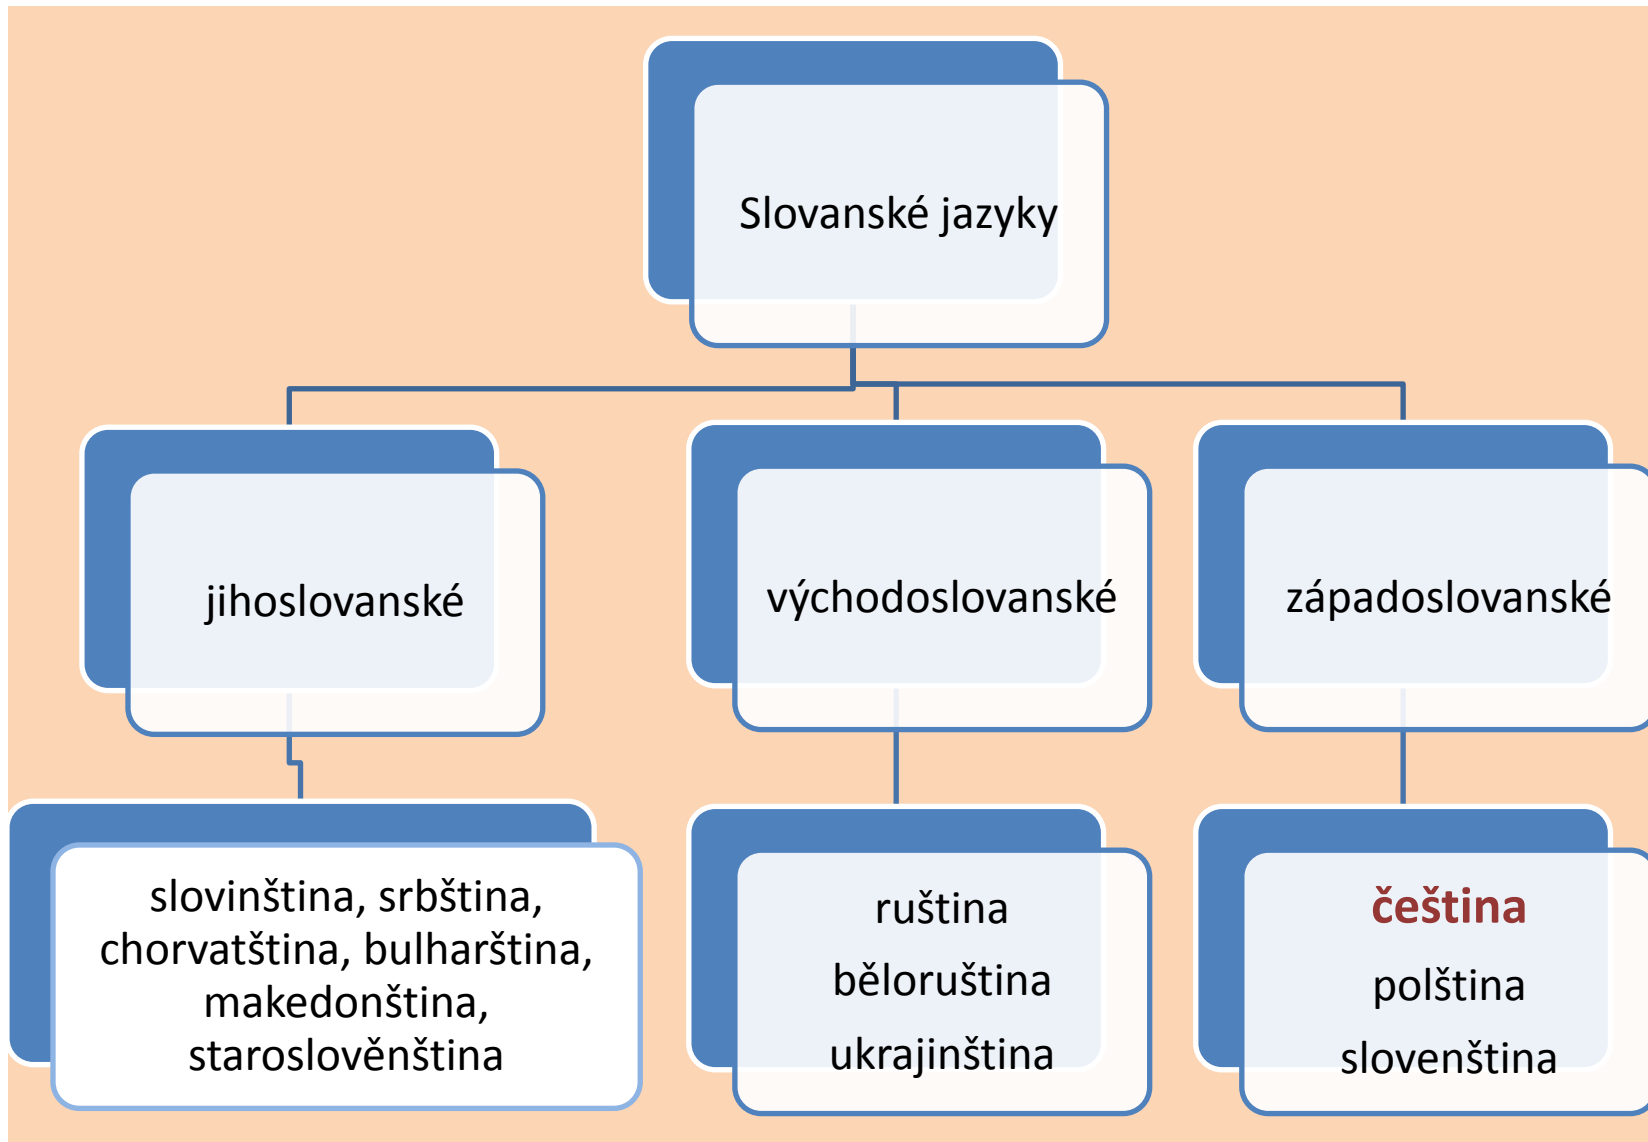 Slovanské jazyky
jihoslovanské
východoslovanské
západoslovanské
slovinština, srbština,
chorvatština, bulharština,
makedonština,
staroslověnština
ruština
běloruština
ukrajinština
čeština
polština
slovenština